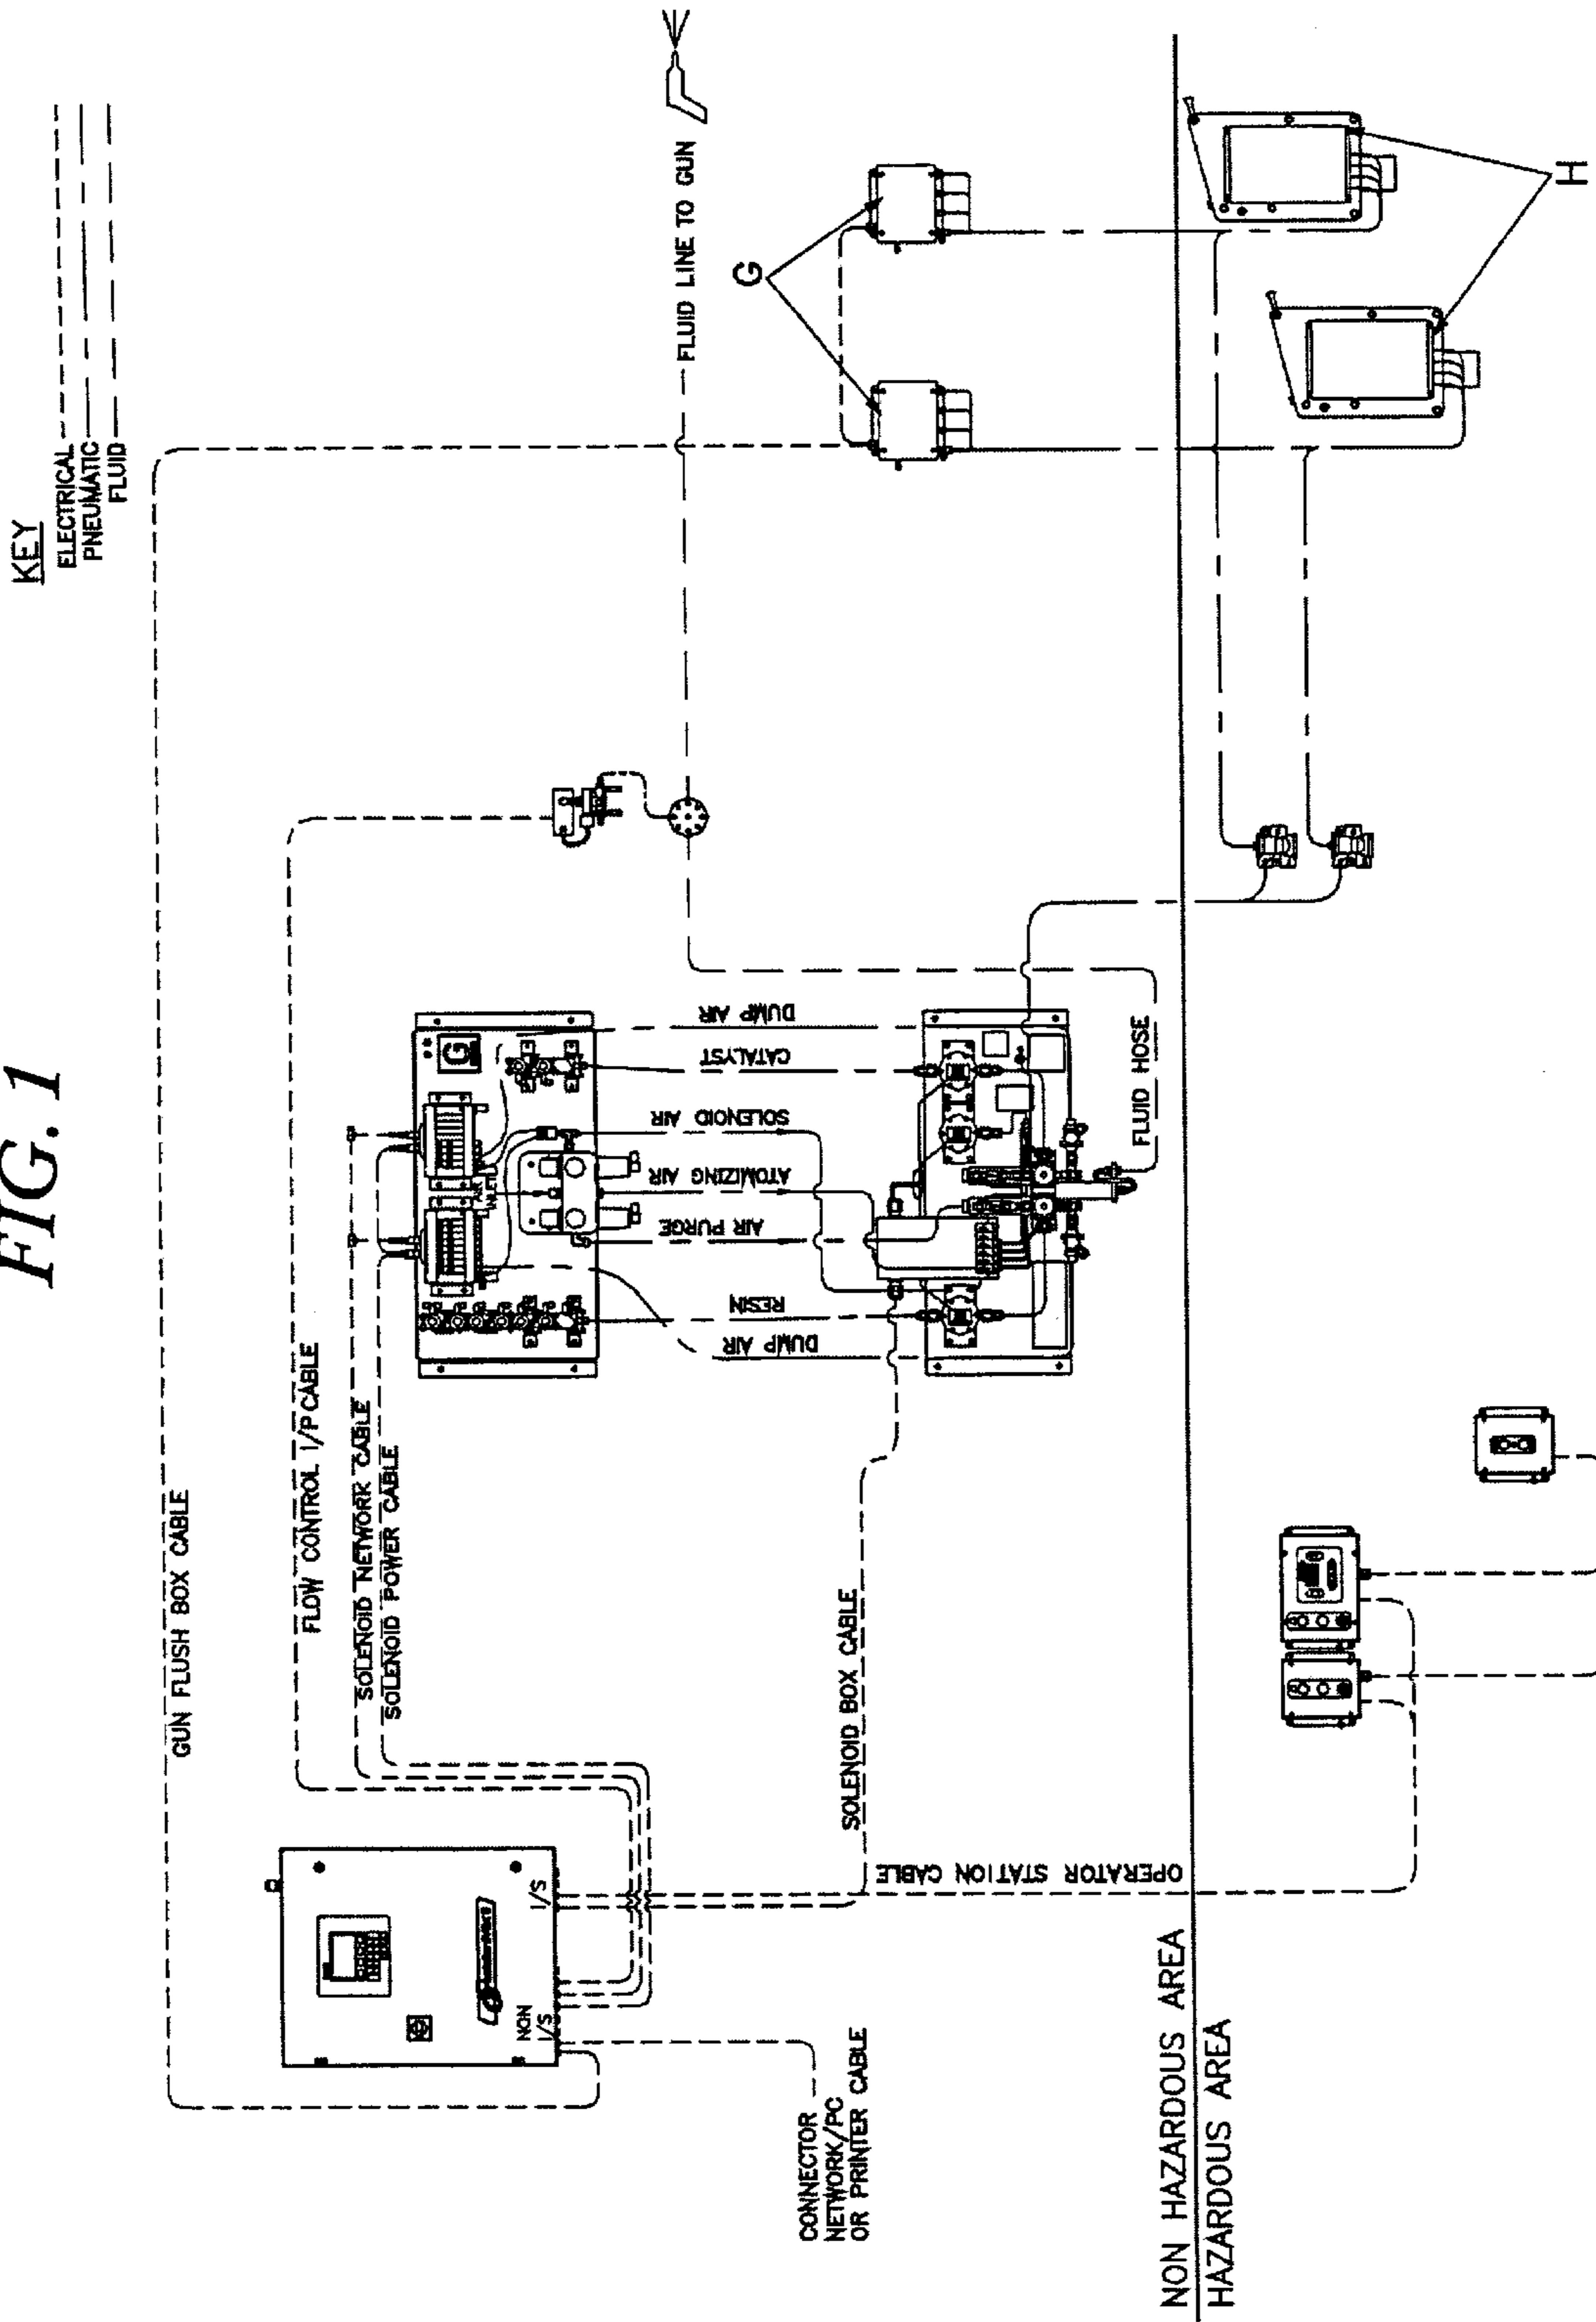 FIG. 1
KEY
ELECTRICAL
PNEUMATIC
FLUID
GUN FLUSH BOX CABLE
FLOW CONTROL I/P CABLE
SOLENOID NETWORK CABLE
SOLENOID POWER CABLE
G
AIR
INLET
NON
I/S
I/S
DUMP AIR
RESIN
AIR PURGE
ATOMIZING AIR
SOLENOID AIR
CATALYST
DUMP AIR
FLUID LINE TO GUN
G
SOLENOID BOX CABLE
FLUID HOSE
CONNECTOR
NETWORK/PC
OR PRINTER CABLE
OPERATOR STATION CABLE
NON HAZARDOUS AREA
HAZARDOUS AREA
H